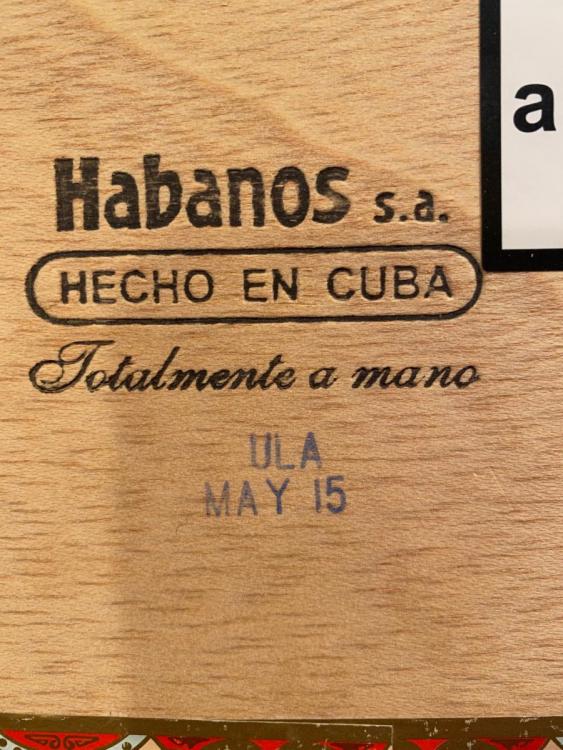 Habanos s.a.
HECHO EN CUBA
Totalmente a mano
ULA
MAY 15
a